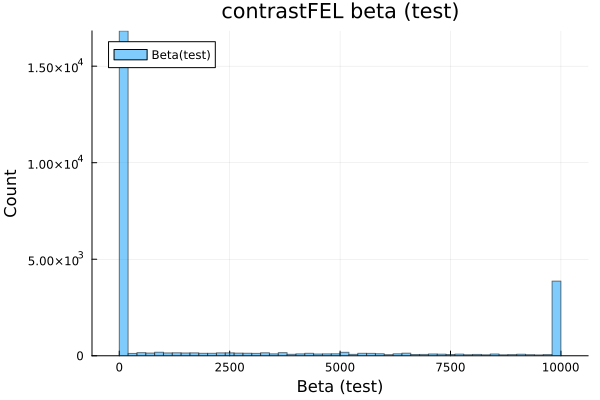 contrastFEL beta (test)
Beta(test)
1.50×10⁴
1.00×10⁴
5.00×10³
0
Count
0 2500 5000 7500 10000
Beta (test)